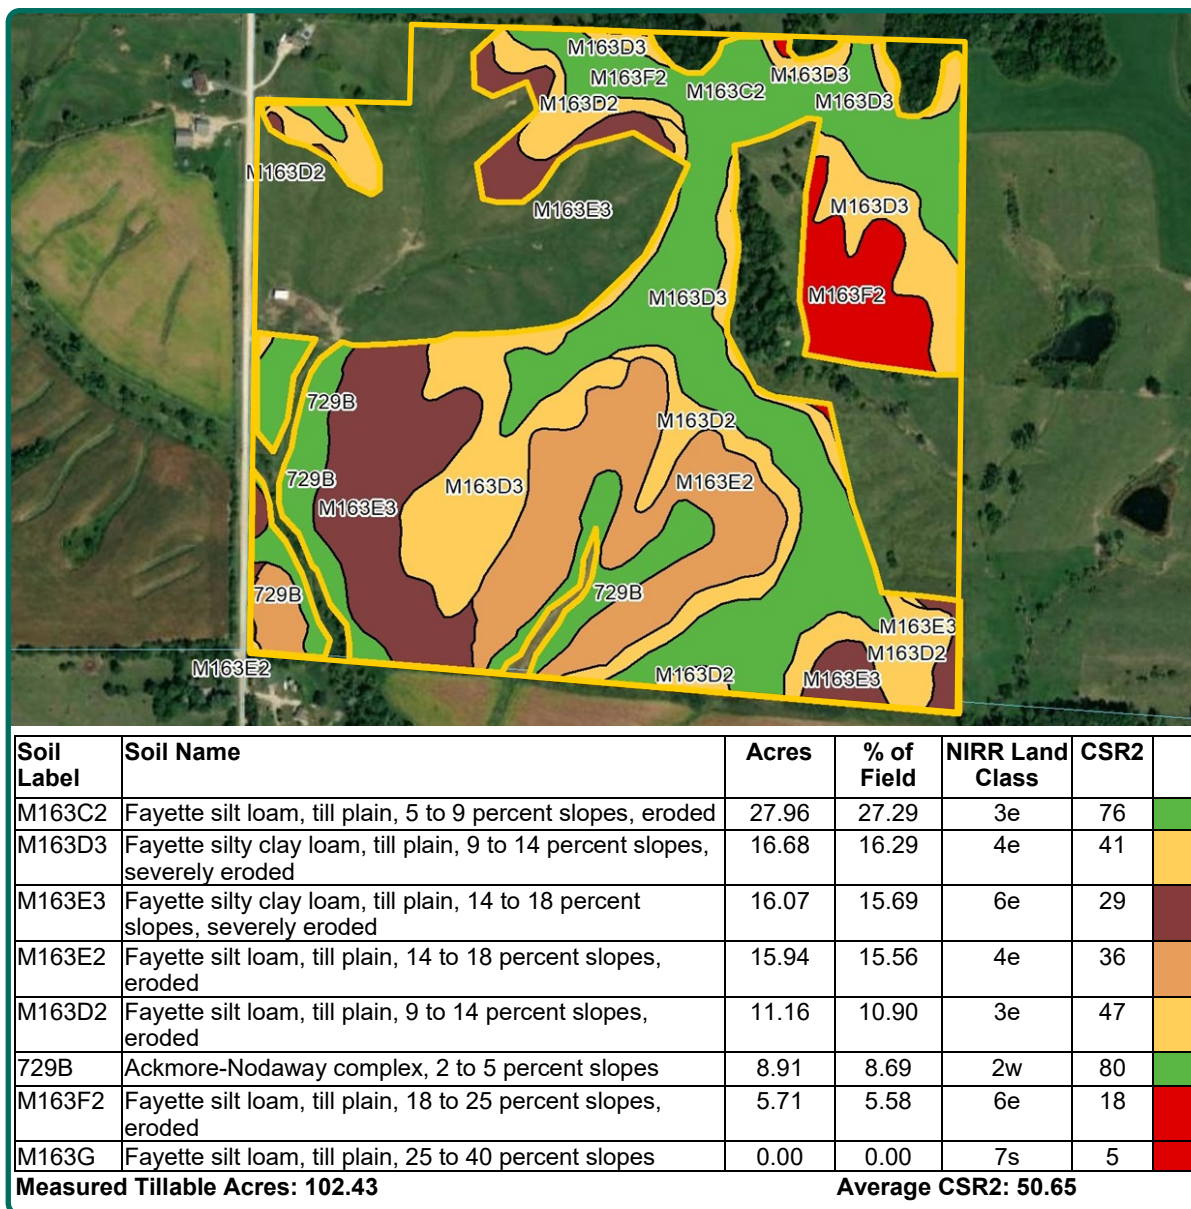 M163D3
M163F2
M163C2
M163D3
M163D2
M163D3
M163D2
M163D3
M163E3
M163D3
M163F2
729B
M163D2
729B
M163D3
M163E2
M163E3
729B
729B
M163E3
M163D2
M163E2
M163D2
M163E3
Soil Label Soil Name Acres % of Field NIRR Land Class CSR2
M163C2 Fayette silt loam, till plain, 5 to 9 percent slopes, eroded 27.96 27.29 3e 76
M163D3 Fayette silty clay loam, till plain, 9 to 14 percent slopes, severely eroded 16.68 16.29 4e 41
M163E3 Fayette silty clay loam, till plain, 14 to 18 percent slopes, severely eroded 16.07 15.69 6e 29
M163E2 Fayette silt loam, till plain, 14 to 18 percent slopes, eroded 15.94 15.56 4e 36
M163D2 Fayette silt loam, till plain, 9 to 14 percent slopes, eroded 11.16 10.90 3e 47
729B Ackmore-Nodaway complex, 2 to 5 percent slopes 8.91 8.69 2w 80
M163F2 Fayette silt loam, till plain, 18 to 25 percent slopes, eroded 5.71 5.58 6e 18
M163G Fayette silt loam, till plain, 25 to 40 percent slopes 0.00 0.00 7s 5
Measured Tillable Acres: 102.43 Average CSR2: 50.65